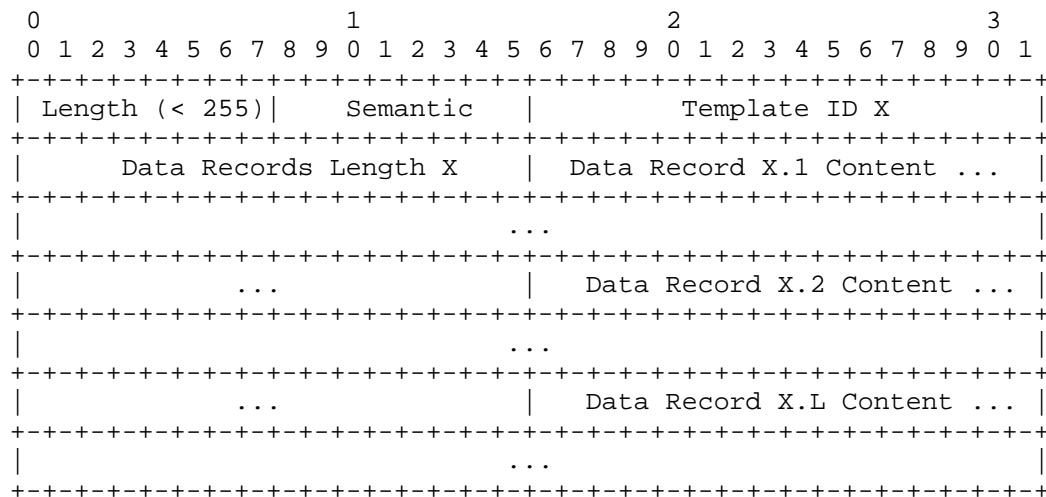 0                   1                   2                   3
 0 1 2 3 4 5 6 7 8 9 0 1 2 3 4 5 6 7 8 9 0 1 2 3 4 5 6 7 8 9 0 1
+-+-+-+-+-+-+-+-+-+-+-+-+-+-+-+-+-+-+-+-+-+-+-+-+-+-+-+-+-+-+-+-+
| Length (< 255)|    Semantic   |         Template ID X         |
+-+-+-+-+-+-+-+-+-+-+-+-+-+-+-+-+-+-+-+-+-+-+-+-+-+-+-+-+-+-+-+-+
|      Data Records Length X    |  Data Record X.1 Content ...  |
+-+-+-+-+-+-+-+-+-+-+-+-+-+-+-+-+-+-+-+-+-+-+-+-+-+-+-+-+-+-+-+-+
|                              ...                              |
+-+-+-+-+-+-+-+-+-+-+-+-+-+-+-+-+-+-+-+-+-+-+-+-+-+-+-+-+-+-+-+-+
|             ...               |   Data Record X.2 Content ... |
+-+-+-+-+-+-+-+-+-+-+-+-+-+-+-+-+-+-+-+-+-+-+-+-+-+-+-+-+-+-+-+-+
|                              ...                              |
+-+-+-+-+-+-+-+-+-+-+-+-+-+-+-+-+-+-+-+-+-+-+-+-+-+-+-+-+-+-+-+-+
|             ...               |   Data Record X.L Content ... |
+-+-+-+-+-+-+-+-+-+-+-+-+-+-+-+-+-+-+-+-+-+-+-+-+-+-+-+-+-+-+-+-+
|                              ...                              |
+-+-+-+-+-+-+-+-+-+-+-+-+-+-+-+-+-+-+-+-+-+-+-+-+-+-+-+-+-+-+-+-+